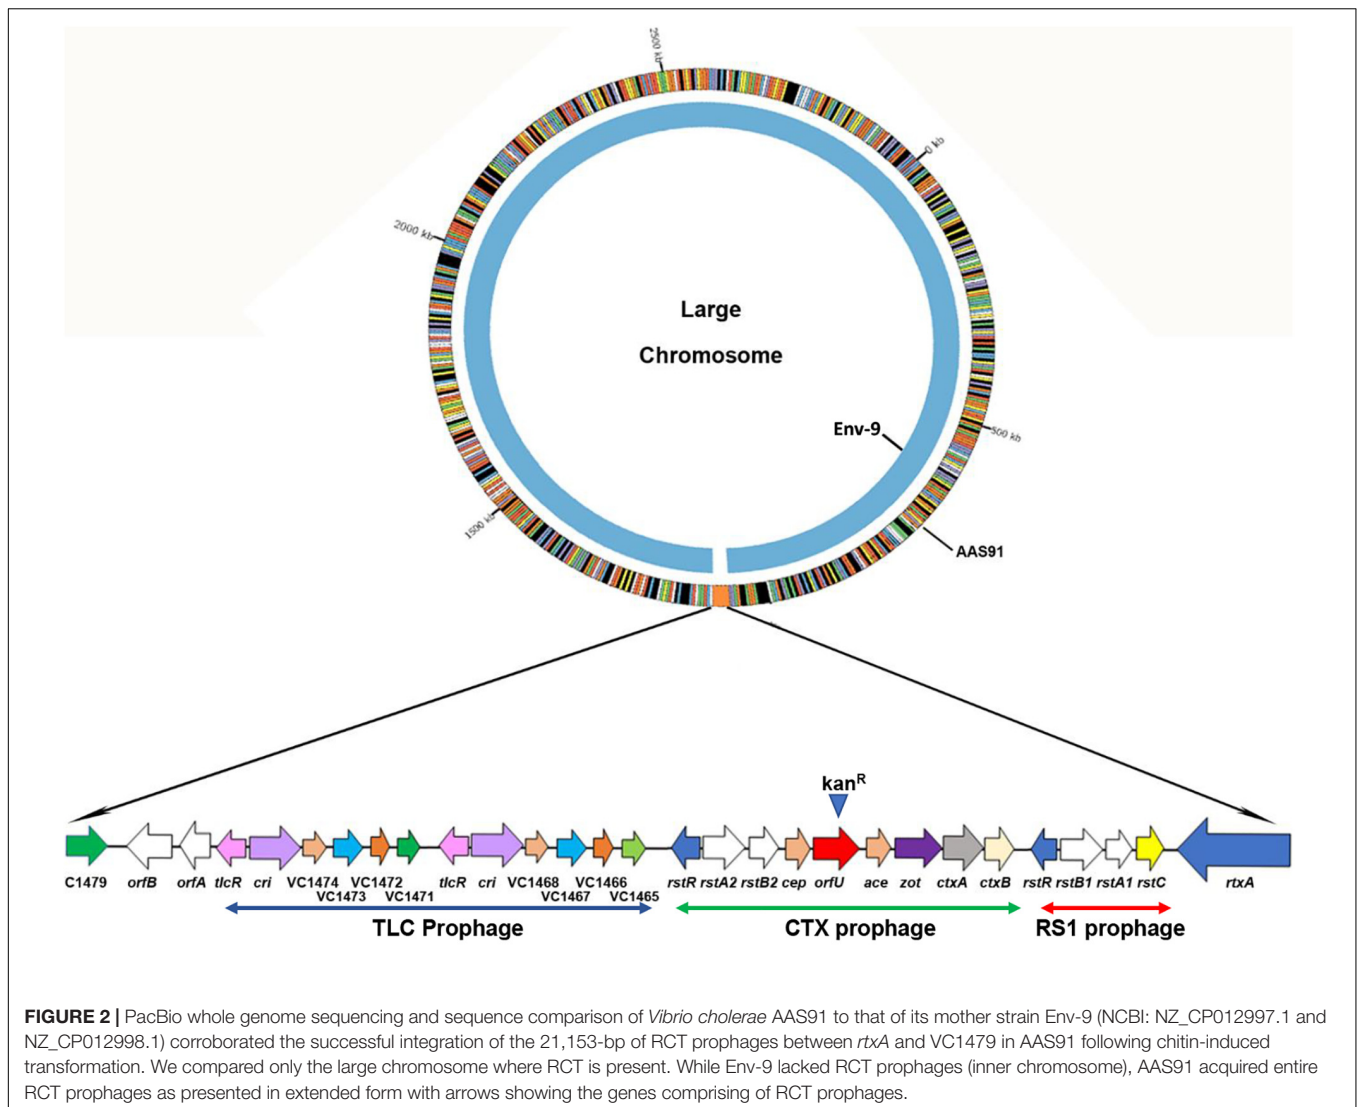 2500 kb
0 kb
2000 kb
Large
Chromosome
Env-9
500 kb
1500 kb
AAS91
kanR
C1479 orfB orfA tlcR cri VC1474 VC1472 tlcR cri VC1468 VC1466 rstR rstA2 rstB2 cep orfU ace zot ctxA ctxB rstR rstB1 rstA1 rstC rtxA
VC1473 VC1471 VC1467 VC1465
TLC Prophage CTX prophage RS1 prophage
FIGURE 2 | PacBio whole genome sequencing and sequence comparison of Vibrio cholerae AAS91 to that of its mother strain Env-9 (NCBI: NZ_CP012997.1 and
NZ_CP012998.1) corroborated the successful integration of the 21,153-bp of RCT prophages between rtxA and VC1479 in AAS91 following chitin-induced
transformation. We compared only the large chromosome where RCT is present. While Env-9 lacked RCT prophages (inner chromosome), AAS91 acquired entire
RCT prophages as presented in extended form with arrows showing the genes comprising of RCT prophages.